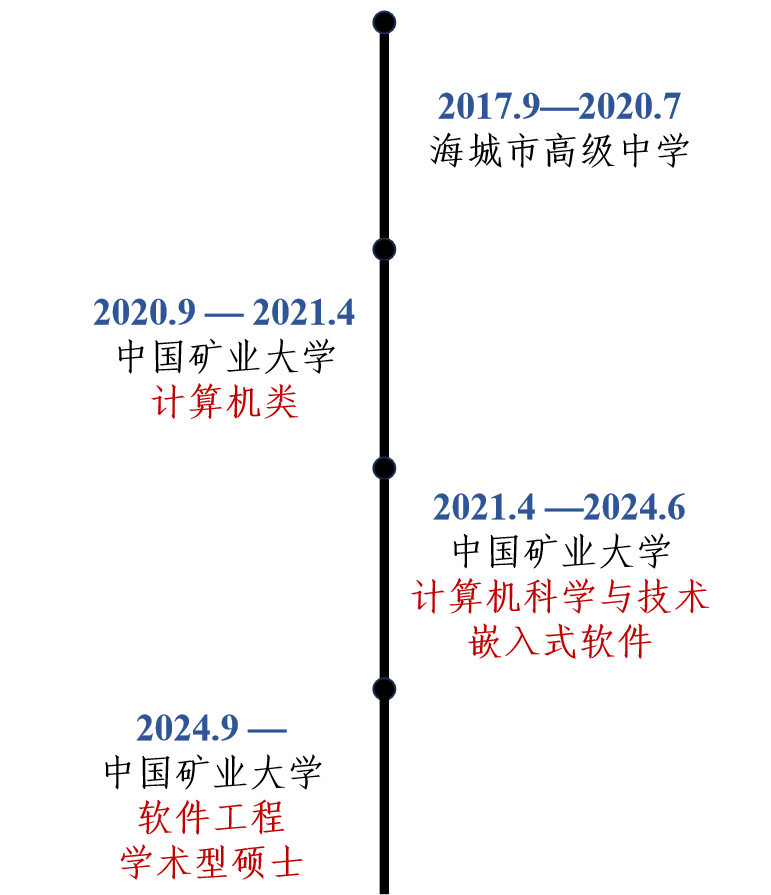 2017.9—2020.7
海城市高级中学
2020.9 — 2021.4
中国矿业大学
计算机类
2021.4 —2024.6
中国矿业大学
计算机科学与技术
嵌入式软件
2024.9 —
中国矿业大学
软件工程
学术型硕士